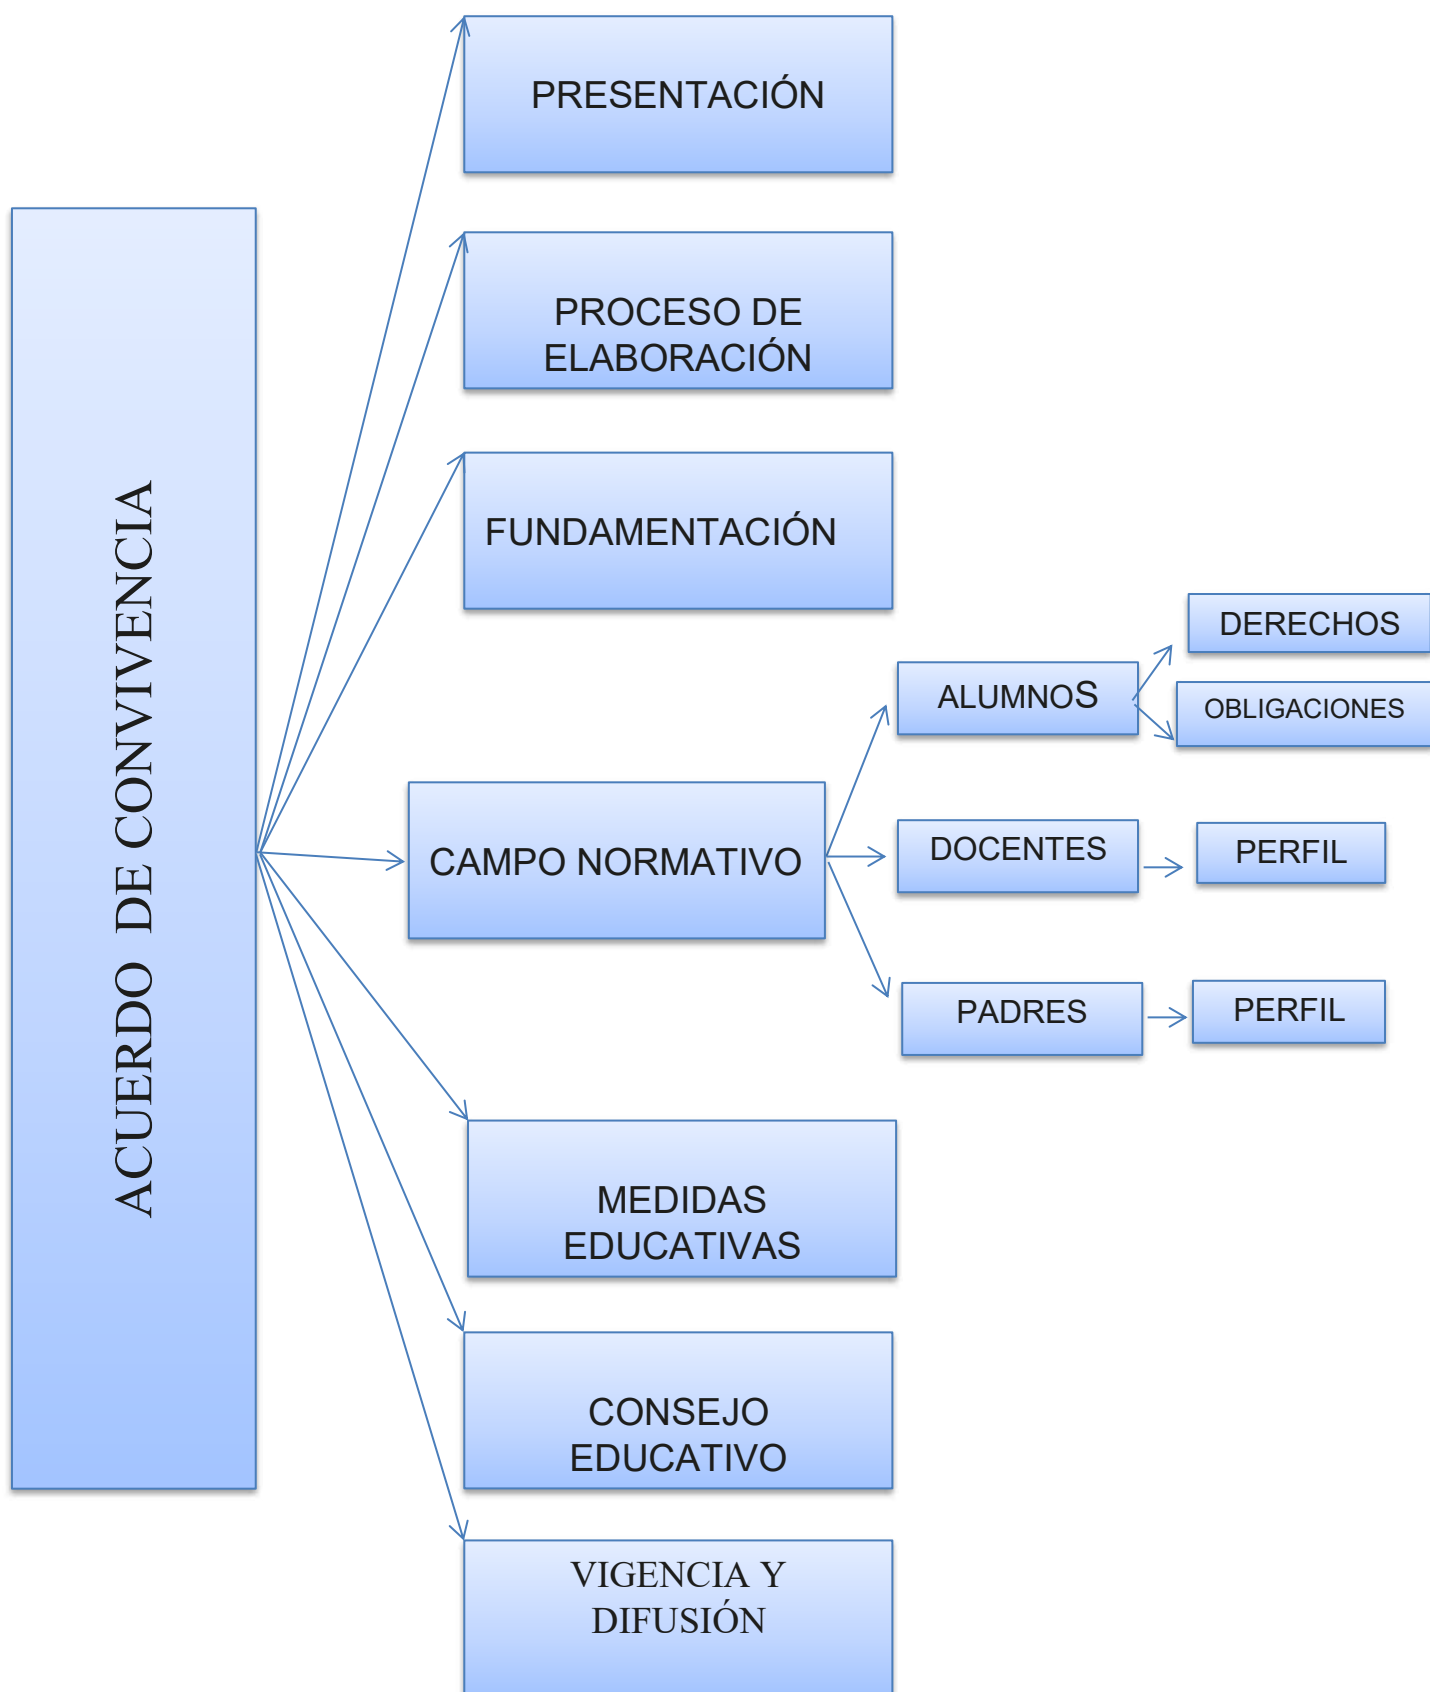 ACUERDO DE CONVIVENCIA
PRESENTACIÓN
PROCESO DE
ELABORACIÓN
FUNDAMENTACIÓN
CAMPO NORMATIVO
ALUMNOS
DERECHOS
OBLIGACIONES
DOCENTES
PERFIL
PADRES
PERFIL
MEDIDAS
EDUCATIVAS
CONSEJO
EDUCATIVO
VIGENCIA Y
DIFUSIÓN